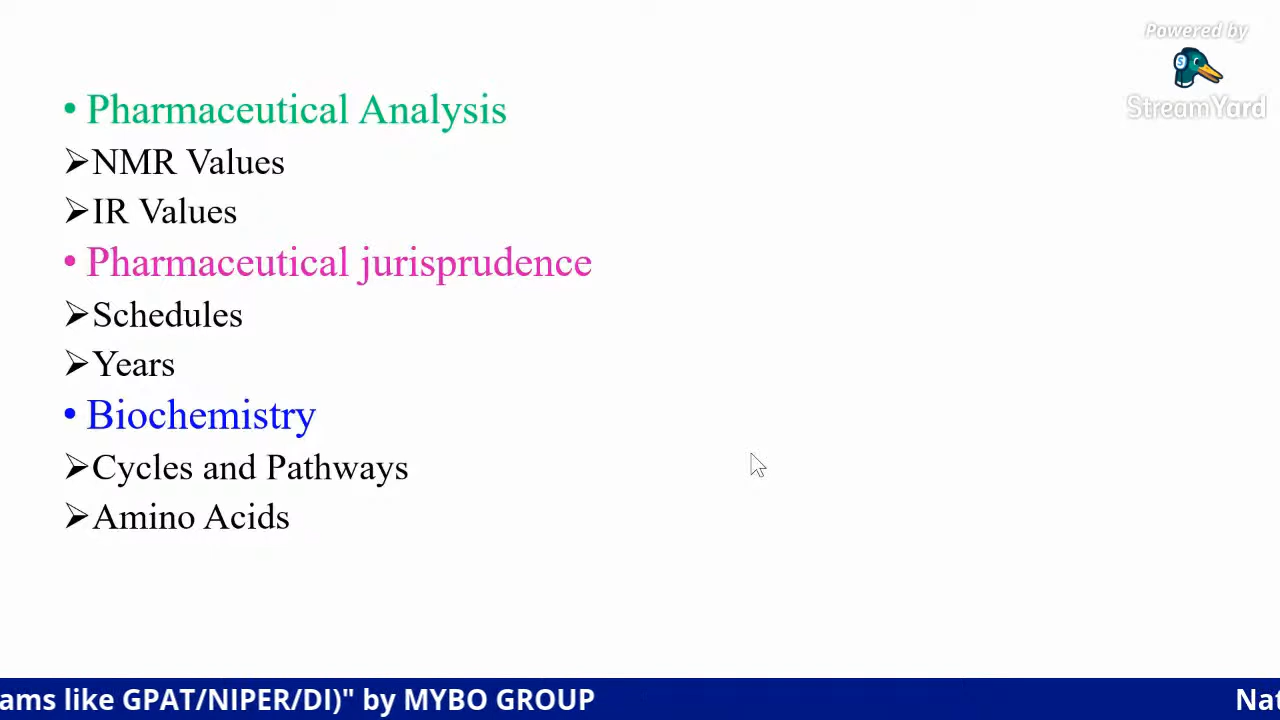 Powered by
StreamYard
• Pharmaceutical Analysis
➢NMR Values
➢IR Values
• Pharmaceutical jurisprudence
➢Schedules
➢Years
• Biochemistry
➢Cycles and Pathways
➢Amino Acids
ams like GPAT/NIPER/DI)" by MYBO GROUP Nat